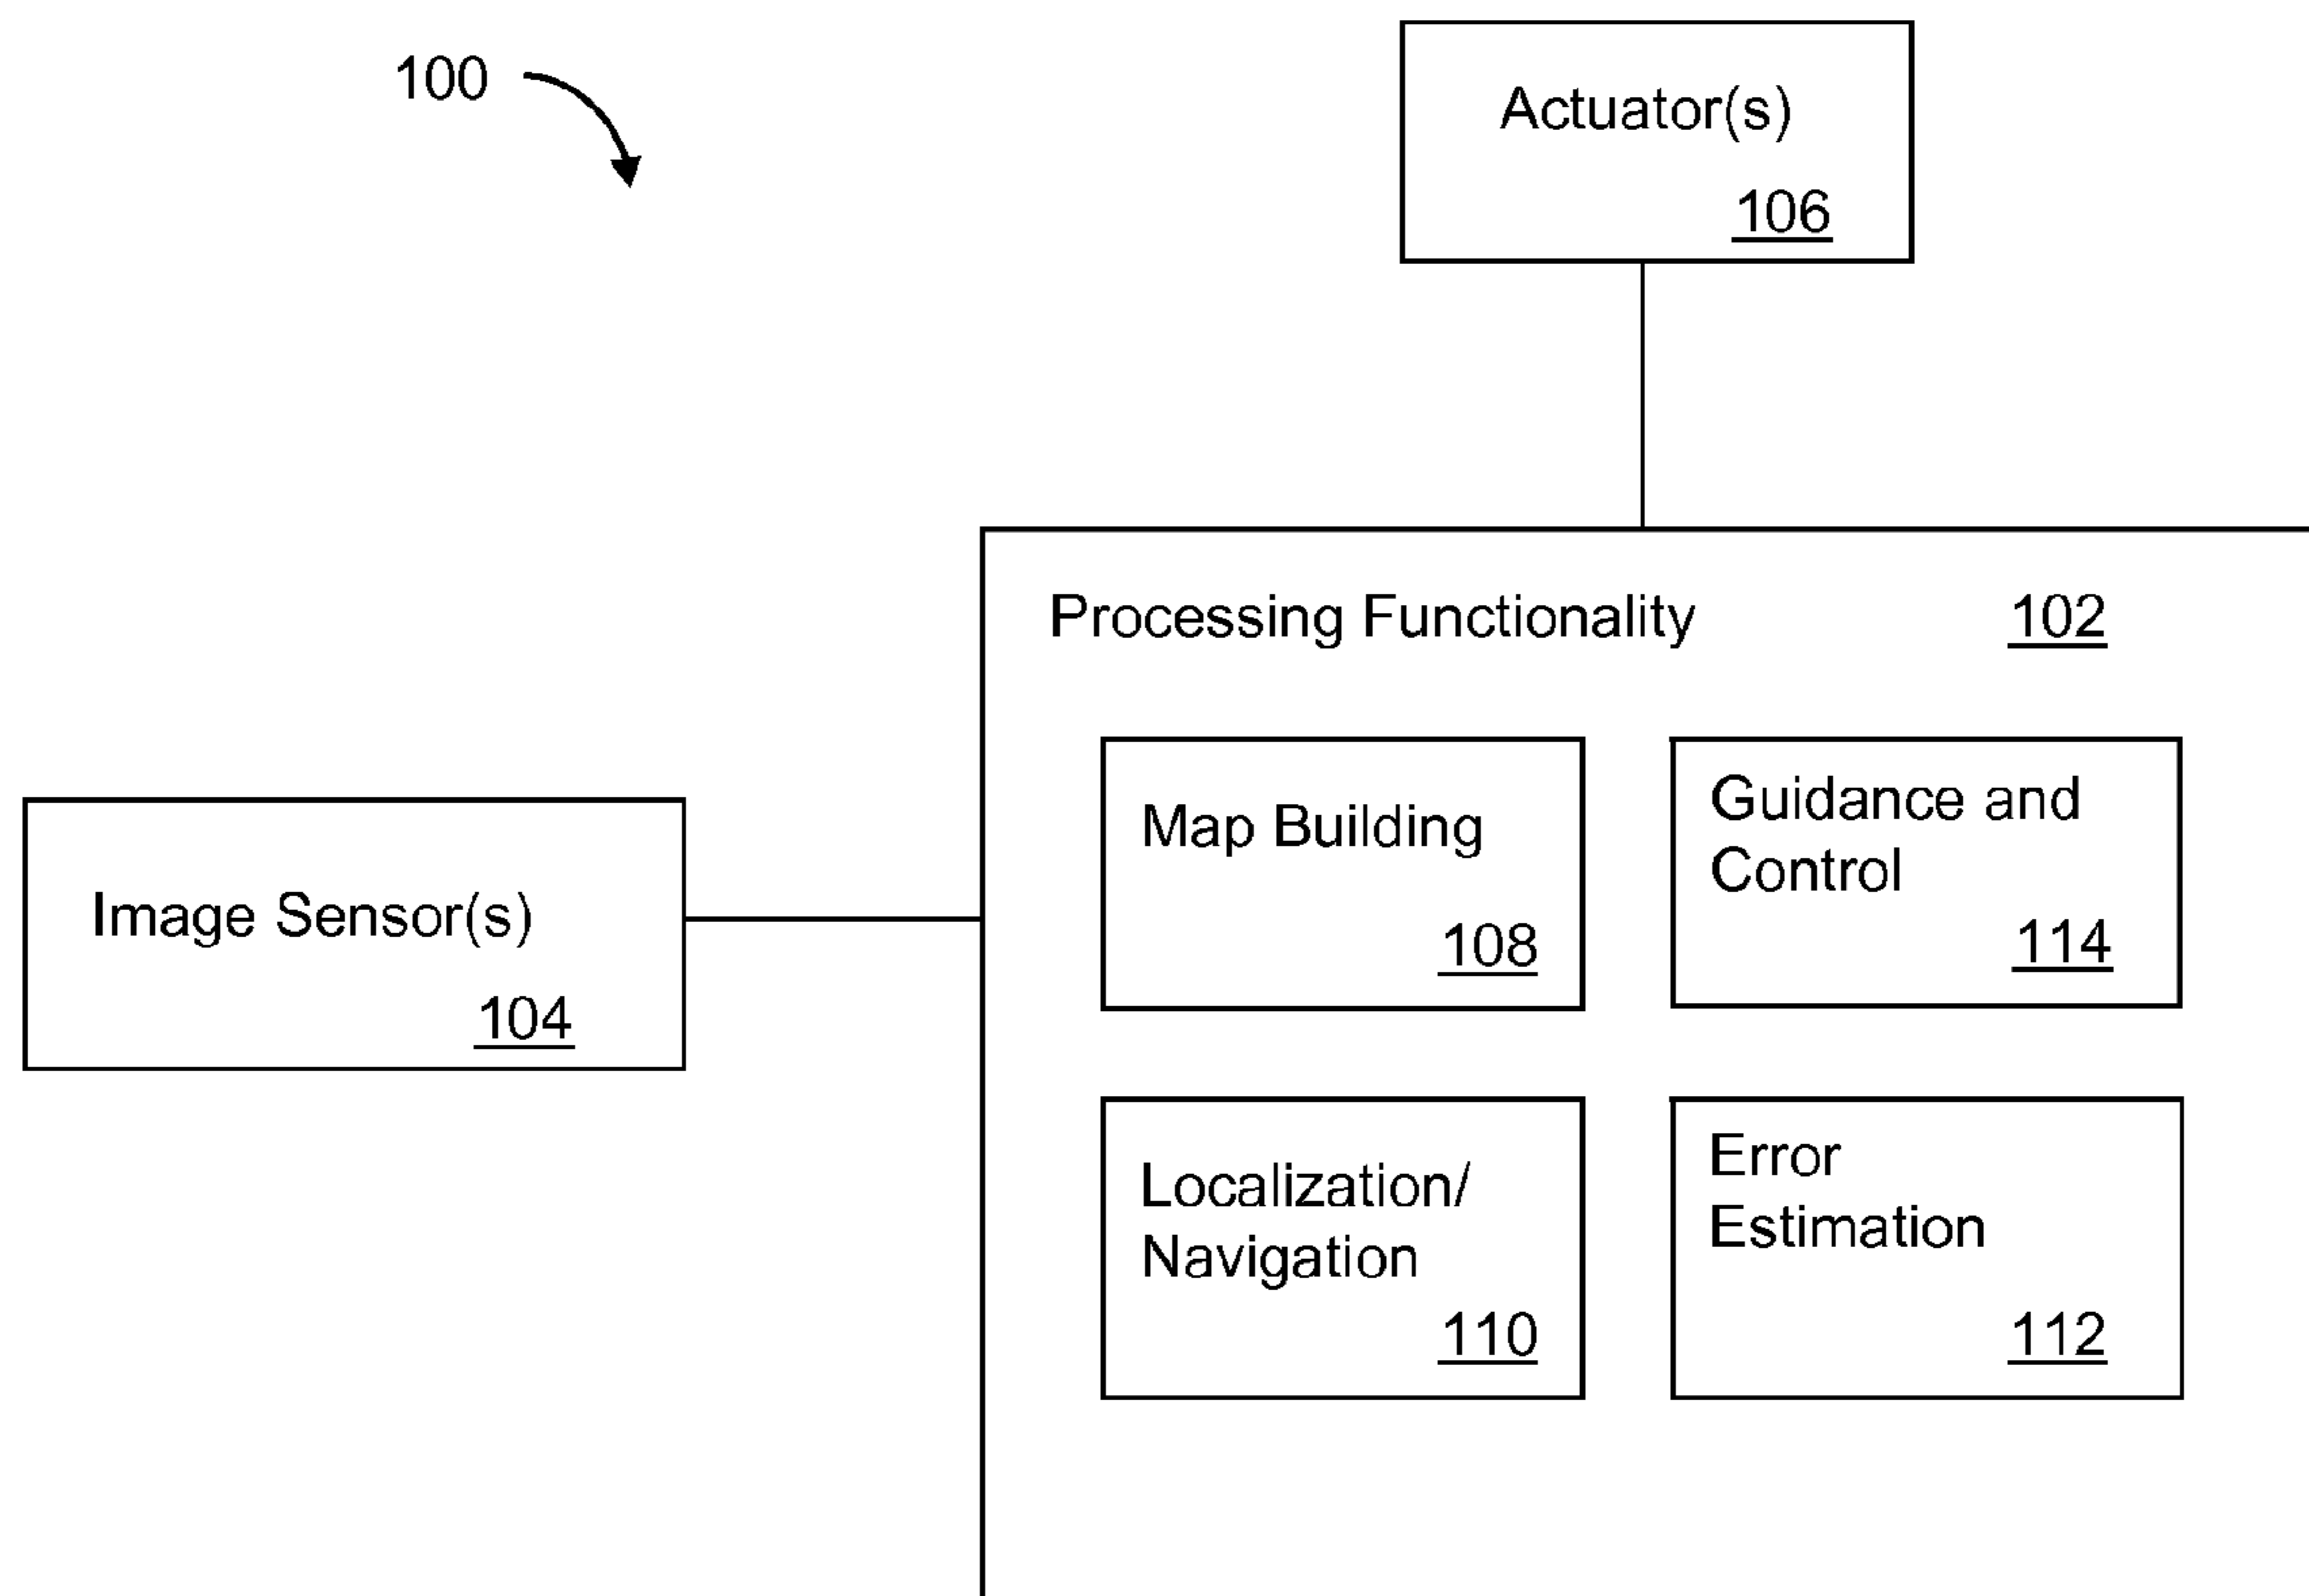 100
Actuator(s)
106
Processing Functionality 102
Map Building
108
Guidance and
Control
114
Image Sensor(s)
104
Localization/
Navigation
110
Error
Estimation
112